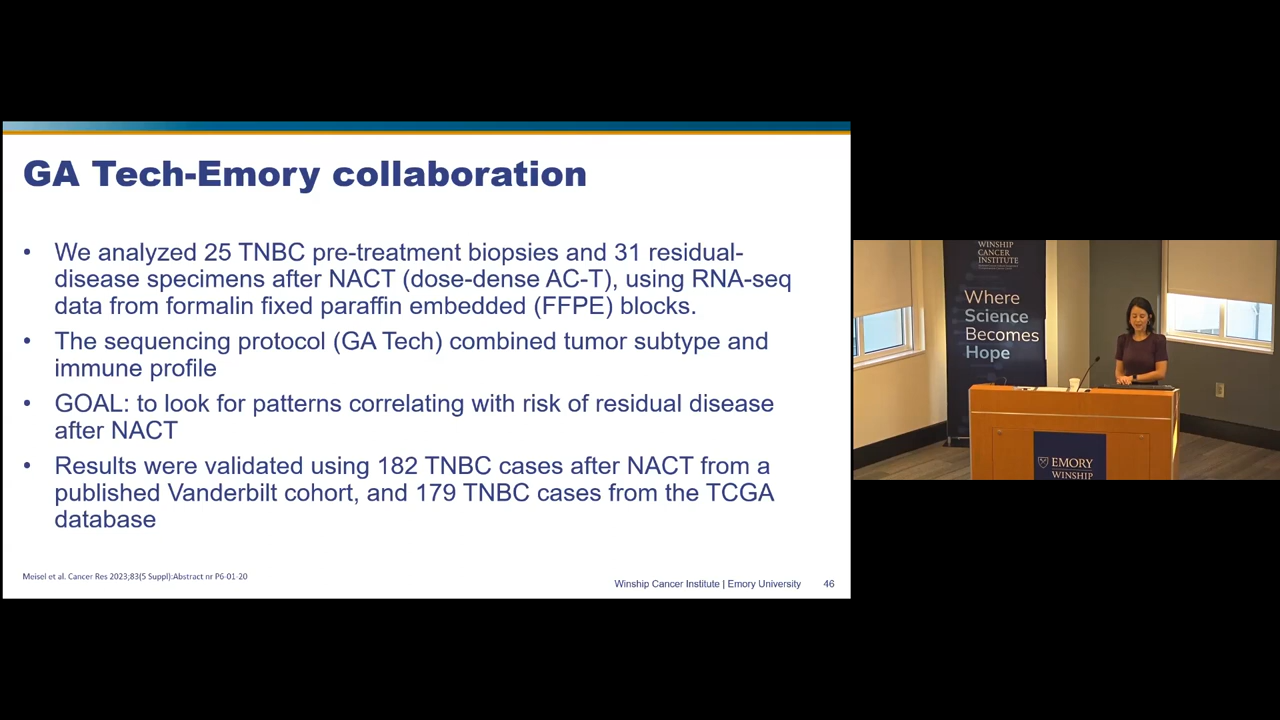 GA Tech-Emory collaboration
• We analyzed 25 TNBC pre-treatment biopsies and 31 residual-
disease specimens after NACT (dose-dense AC-T), using RNA-seq
data from formalin fixed paraffin embedded (FFPE) blocks.
• The sequencing protocol (GA Tech) combined tumor subtype and
immune profile
• GOAL: to look for patterns correlating with risk of residual disease
after NACT
• Results were validated using 182 TNBC cases after NACT from a
published Vanderbilt cohort, and 179 TNBC cases from the TCGA
database
Meisel et al. Cancer Res 2023;83(5 Suppl):Abstract nr P6-01-20
Winship Cancer Institute | Emory University 46
WINSHIP
CANCER
INSTITUTE
Where
Science
Becomes
Hope
EMORY
WINSHIP